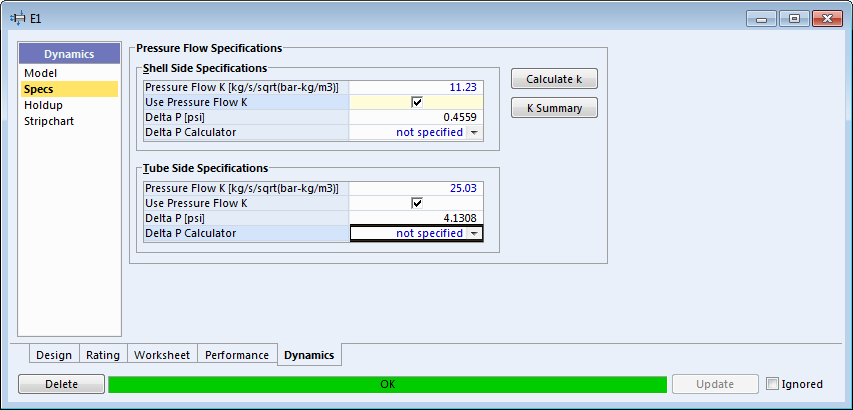 E1
Dynamics
Model
Specs
Holdup
Stripchart
Pressure Flow Specifications
Shell Side Specifications
Pressure Flow K [kg/s/sqrt(bar-kg/m3)] 11.23
Use Pressure Flow K
Delta P [psi] 0.4559
Delta P Calculator not specified
Calculate k
K Summary
Tube Side Specifications
Pressure Flow K [kg/s/sqrt(bar-kg/m3)] 25.03
Use Pressure Flow K
Delta P [psi] 4.1308
Delta P Calculator not specified
Design Rating Worksheet Performance Dynamics
Delete OK Update Ignored